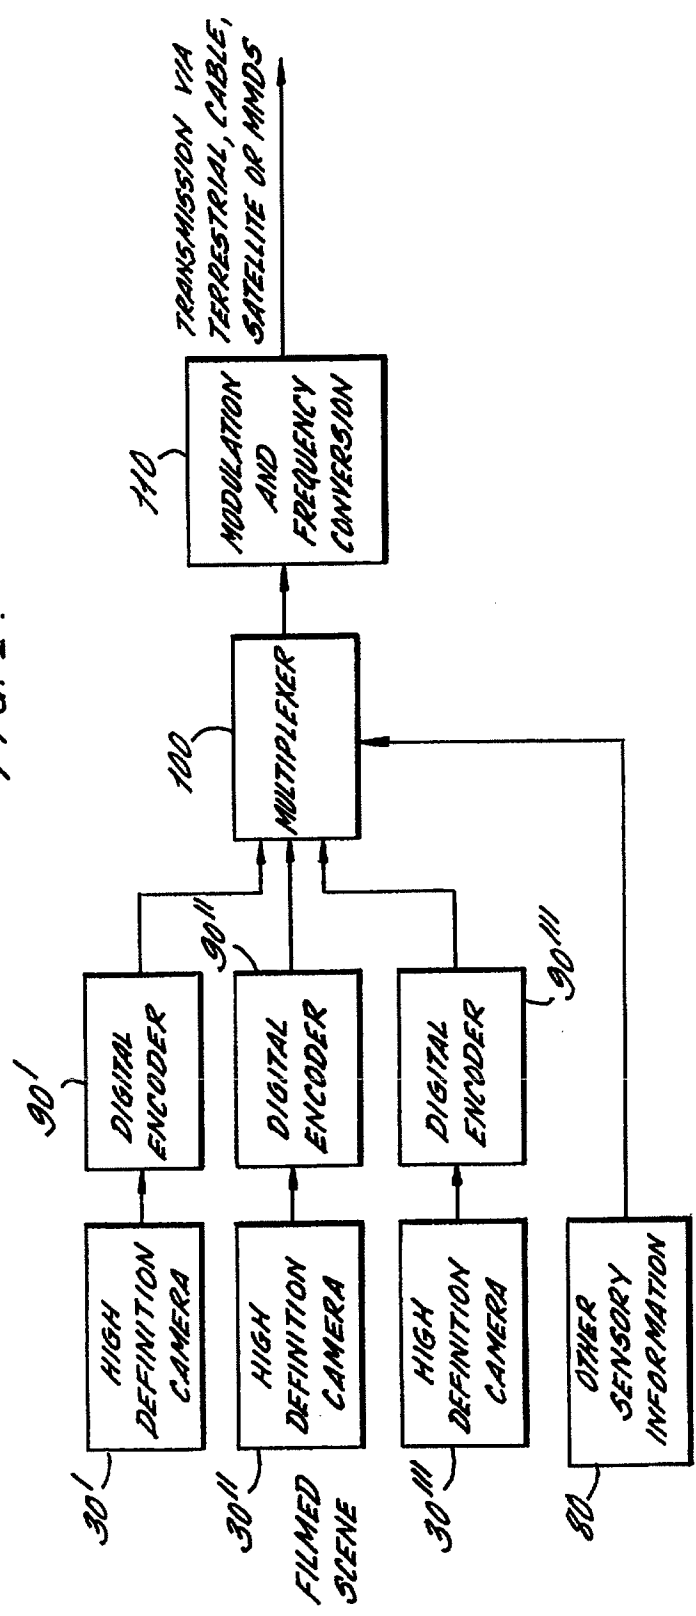 30'
HIGH
DEFINITION
CAMERA
90'
DIGITAL
ENCODER
30''
HIGH
DEFINITION
CAMERA
90''
DIGITAL
ENCODER
30'''
HIGH
DEFINITION
CAMERA
90'''
DIGITAL
ENCODER
FILMED
SCENE
80
OTHER
SENSORY
INFORMATION
100
MULTIPLEXER
110
MODULATION
AND
FREQUENCY
CONVERSION
TRANSMISSION VIA
TERRESTRIAL, CABLE,
SATELLITE OR MMDS